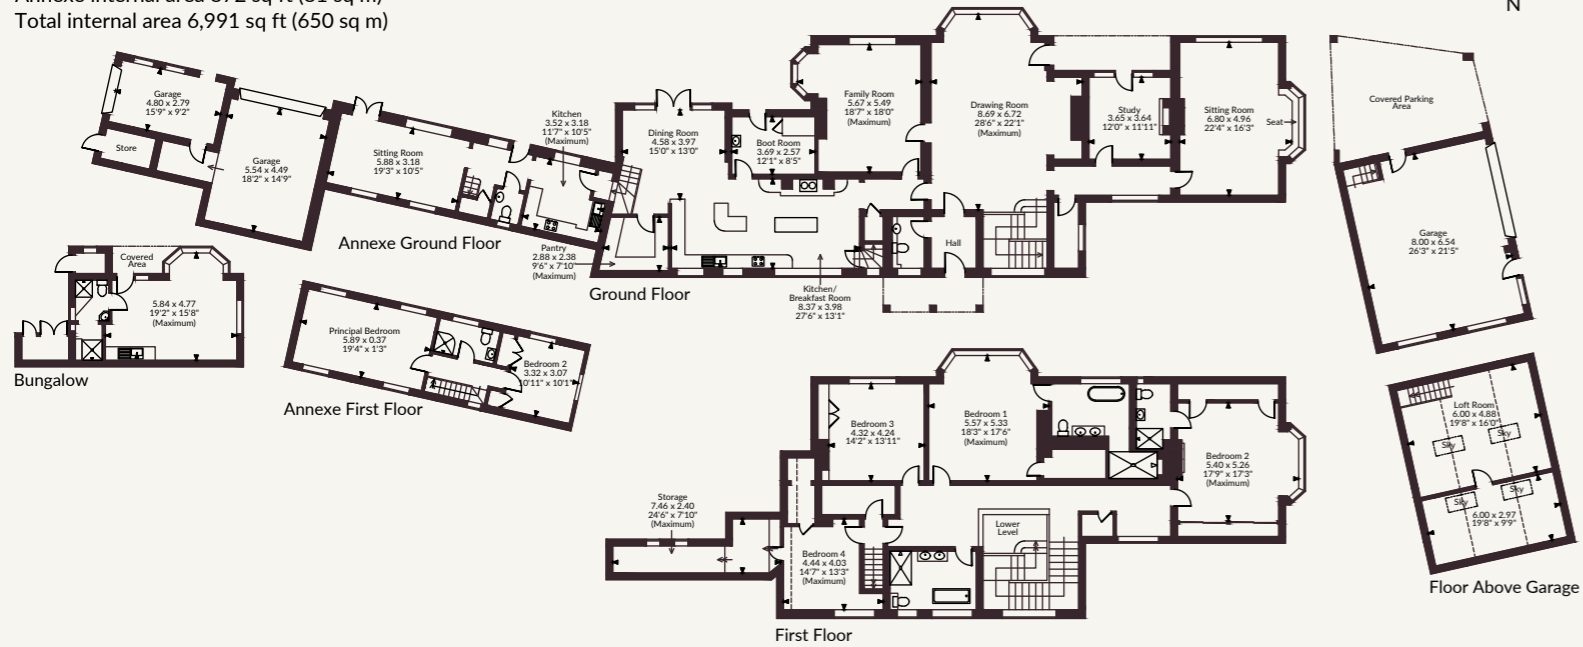 Total internal area 6,991 sq ft (650 sq m)
N
Garage
4.80 x 2.79
15'9" x 9'2"
Store
Garage
5.54 x 4.49
18'2" x 14'9"
Sitting Room
5.88 x 3.18
19'3" x 10'5"
Kitchen
3.52 x 3.18
11'7" x 10'5"
(Maximum)
Annexe Ground Floor
Dining Room
4.58 x 3.97
15'0" x 13'0"
Boot Room
3.69 x 2.57
12'1" x 8'5"
Family Room
5.67 x 5.49
18'7" x 18'0"
(Maximum)
Drawing Room
8.69 x 6.72
28'6" x 22'1"
(Maximum)
Study
3.65 x 3.64
12'0" x 11'11"
Sitting Room
6.80 x 4.96
22'4" x 16'3"
Seat
Pantry
2.88 x 2.38
9'6" x 7'10"
(Maximum)
Hall
Kitchen/
Breakfast Room
8.37 x 3.98
27'6" x 13'1"
Ground Floor
Covered Parking
Area
Garage
8.00 x 6.54
26'3" x 21'5"
Covered
Area
5.84 x 4.77
19'2" x 15'8"
(Maximum)
Bungalow
Principal Bedroom
5.89 x 0.37
19'4" x 1'3"
Bedroom 2
3.32 x 3.07
10'11" x 10'1"
Annexe First Floor
Bedroom 3
4.32 x 4.24
14'2" x 13'11"
Bedroom 1
5.57 x 5.33
18'3" x 17'6"
(Maximum)
Bedroom 2
5.40 x 5.26
17'9" x 17'3"
(Maximum)
Storage
7.46 x 2.40
24'6" x 7'10"
(Maximum)
Lower
Level
Bedroom 4
4.44 x 4.03
14'7" x 13'3"
(Maximum)
First Floor
Loft Room
6.00 x 4.88
19'8" x 16'0"
Sky
Sky
Sky
Sky
6.00 x 2.97
19'8" x 9'9"
Floor Above Garage